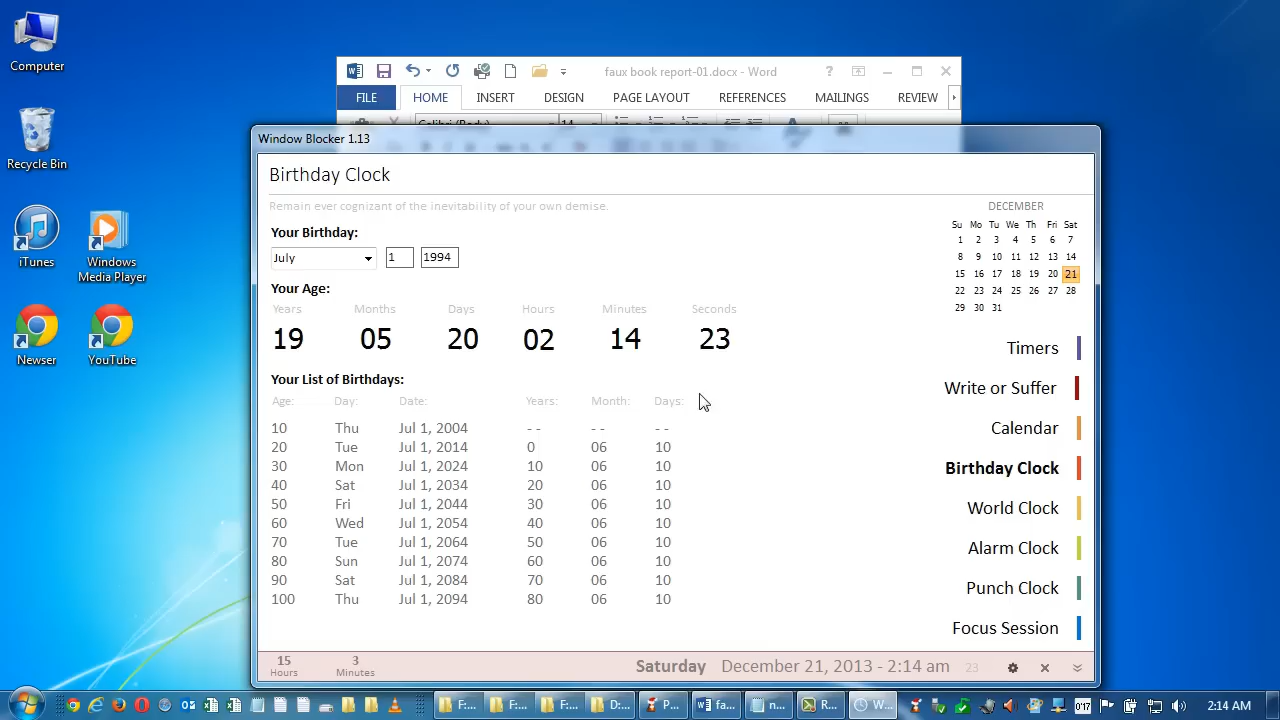 Computer
Recycle Bin
iTunes
Windows
Media Player
Newser
YouTube
faux book report-01.docx - Word
?
FILE
HOME
INSERT
DESIGN
PAGE LAYOUT
REFERENCES
MAILINGS
REVIEW
Window Blocker 1.13
Birthday Clock
Remain ever cognizant of the inevitability of your own demise.
Your Birthday:
July 1 1994
Your Age:
Years Months Days Hours Minutes Seconds
19 05 20 02 14 23
Your List of Birthdays:
Age: Day: Date: Years: Month: Days:
10 Thu Jul 1, 2004 - - - - - -
20 Tue Jul 1, 2014 0 06 10
30 Mon Jul 1, 2024 10 06 10
40 Sat Jul 1, 2034 20 06 10
50 Fri Jul 1, 2044 30 06 10
60 Wed Jul 1, 2054 40 06 10
70 Tue Jul 1, 2064 50 06 10
80 Sun Jul 1, 2074 60 06 10
90 Sat Jul 1, 2084 70 06 10
100 Thu Jul 1, 2094 80 06 10
DECEMBER
Su Mo Tu We Th Fri Sat
1 2 3 4 5 6 7
8 9 10 11 12 13 14
15 16 17 18 19 20 21
22 23 24 25 26 27 28
29 30 31
Timers
Write or Suffer
Calendar
Birthday Clock
World Clock
Alarm Clock
Punch Clock
Focus Session
15 Hours
3 Minutes
Saturday December 21, 2013 - 2:14 am 23
F:... F:... F:... D:... P... fa... n... R... W... 0'17 2:14 AM